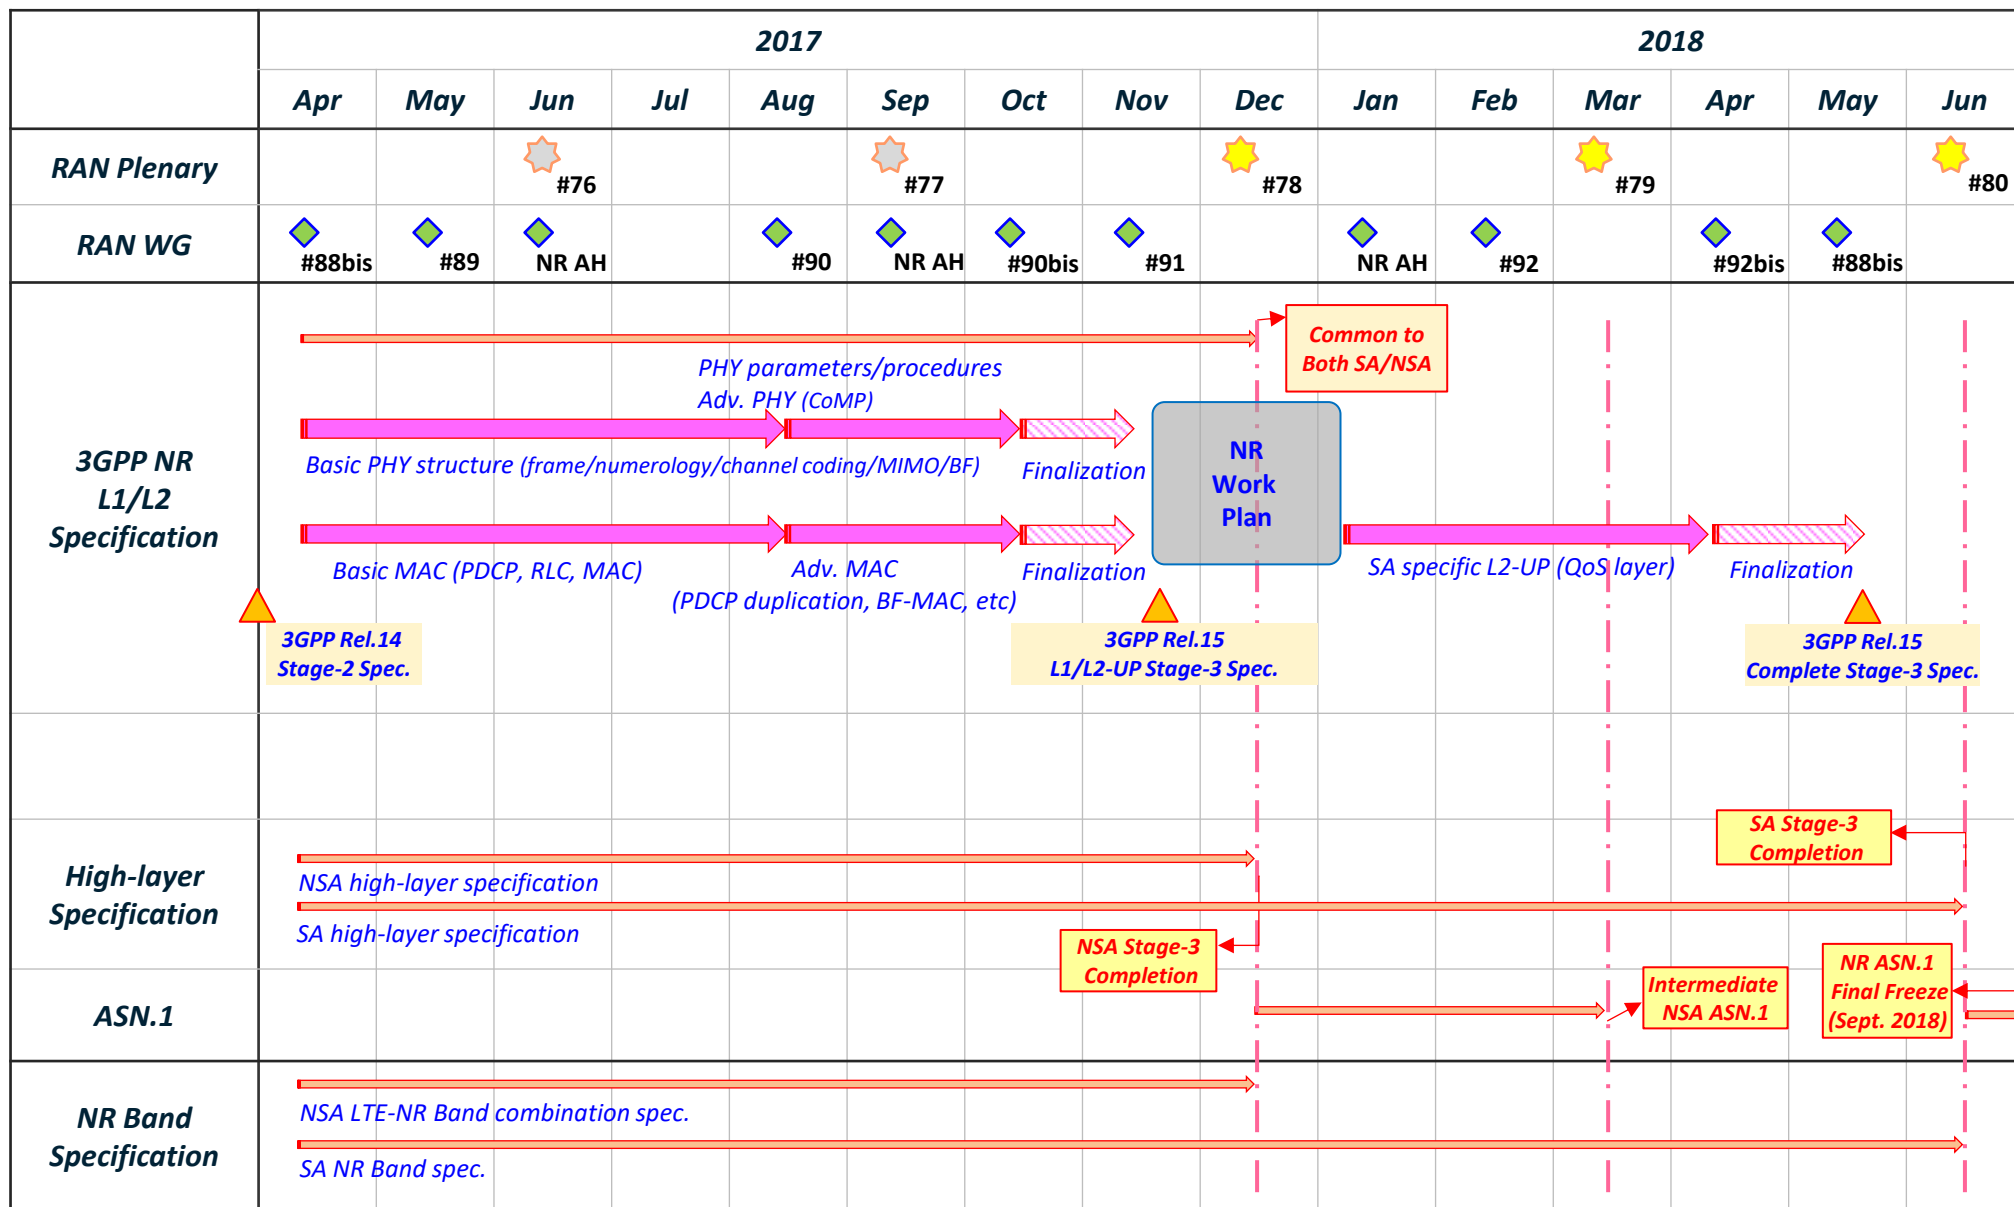 2017
2018
Apr May Jun Jul Aug Sep Oct Nov Dec Jan Feb Mar Apr May Jun
RAN Plenary
#76 #77 #78 #79 #80
RAN WG
#88bis #89 NR AH #90 NR AH #90bis #91 NR AH #92 #92bis #88bis
3GPP NR
L1/L2
Specification
Common to
Both SA/NSA
PHY parameters/procedures
Adv. PHY (CoMP)
Basic PHY structure (frame/numerology/channel coding/MIMO/BF)
Finalization
NR
Work
Plan
Basic MAC (PDCP, RLC, MAC)
Adv. MAC
(PDCP duplication, BF-MAC, etc)
Finalization
SA specific L2-UP (QoS layer)
Finalization
3GPP Rel.14
Stage-2 Spec.
3GPP Rel.15
L1/L2-UP Stage-3 Spec.
3GPP Rel.15
Complete Stage-3 Spec.
High-layer
Specification
SA Stage-3
Completion
NSA high-layer specification
SA high-layer specification
NSA Stage-3
Completion
ASN.1
Intermediate
NSA ASN.1
NR ASN.1
Final Freeze
(Sept. 2018)
NR Band
Specification
NSA LTE-NR Band combination spec.
SA NR Band spec.